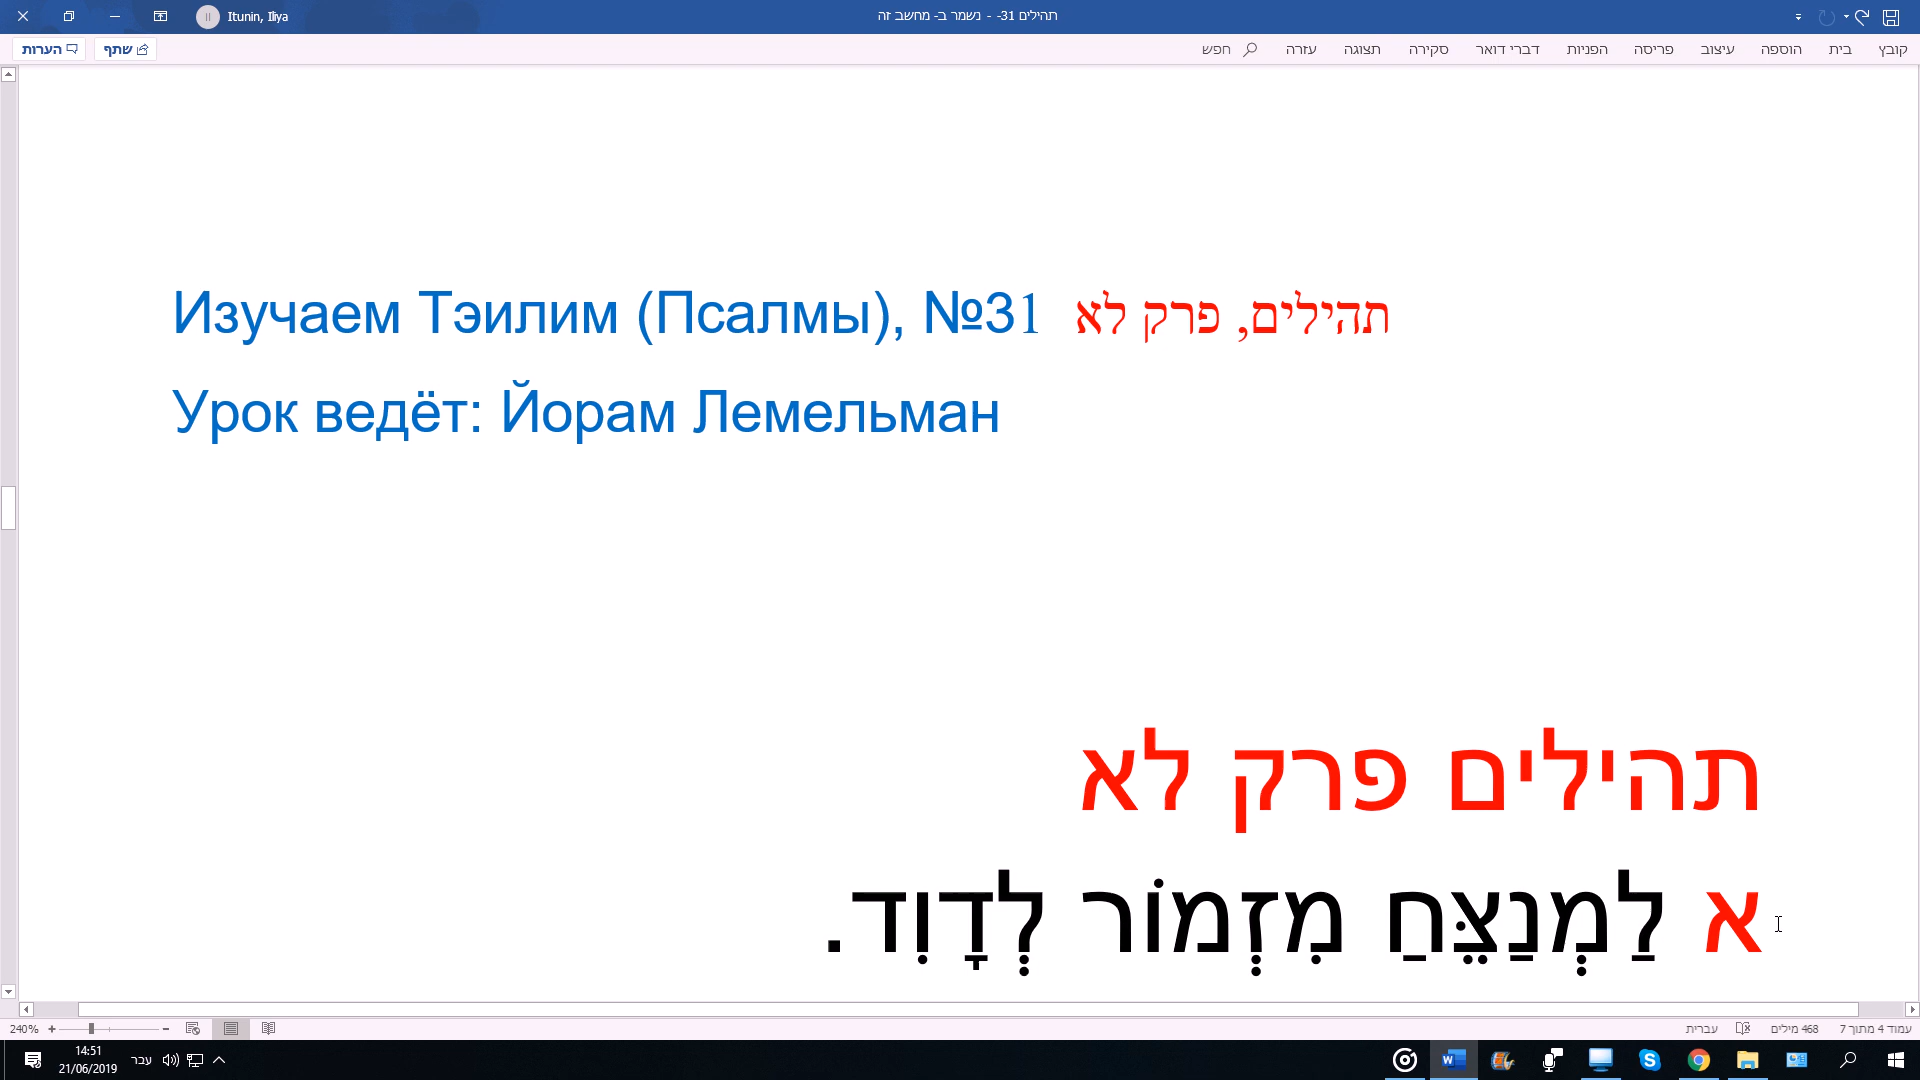 Itunin, Iliya
תהילים 31- - נשמר ב- מחשב זה
קובץ בית הוספה עיצוב פריסה הפניות דברי דואר סקירה תצוגה עזרה חפש
שתף הערות
Изучаем Тэилим (Псалмы), №31 תהילים, פרק לא
Урок ведёт: Йорам Лемельман
תהילים פרק לא
א לַמְנַצֵּחַ מִזְמוֹר לְדָוִד.
עמוד 4 מתוך 7 468 מילים עברית
240%
עבר
14:51
21/06/2019